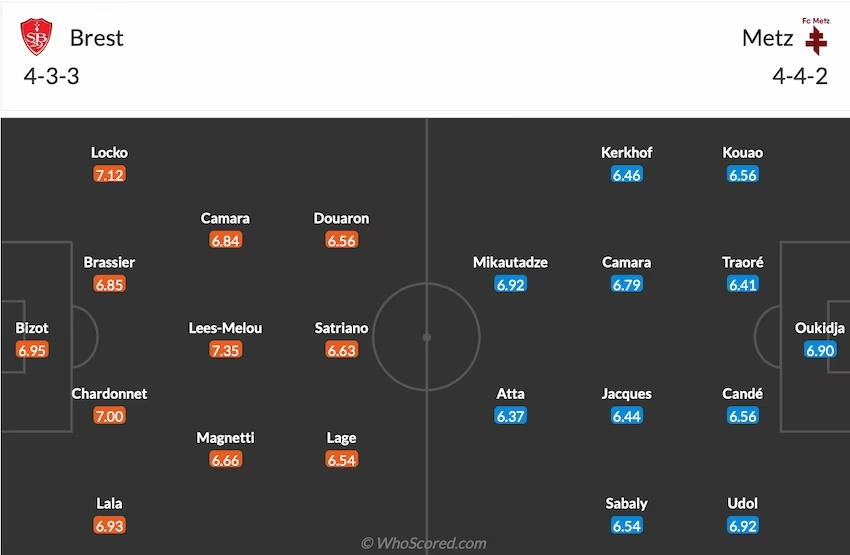 Brest
4-3-3
Fc Metz
Metz
4-4-2
Locko
7.12
Kerkhof
6.46
Kouao
6.56
Camara
6.84
Douaron
6.56
Brassier
6.85
Mikautadze
6.92
Camara
6.79
Traoré
6.41
Bizot
6.95
Lees-Melou
7.35
Satriano
6.63
Oukidja
6.90
Chardonnet
7.00
Atta
6.37
Jacques
6.44
Candé
6.56
Magnetti
6.66
Lage
6.54
Lala
6.93
Sabaly
6.54
Udol
6.92
© WhoScored.com